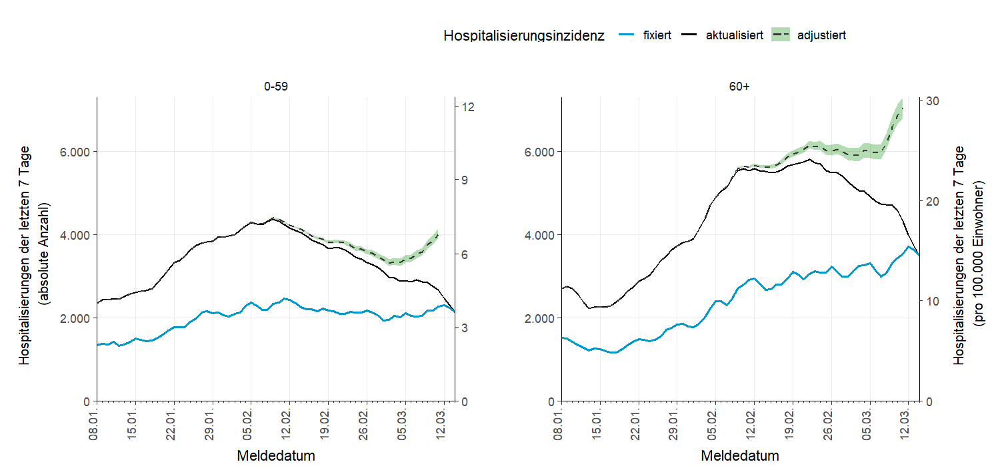 Hospitalisierungsinzidenz fixiert aktualisiert adjustiert
0-59
Hospitalisierungen der letzten 7 Tage
(absolute Anzahl)
6.000
4.000
2.000
0
12
9
6
3
0
08.01. 15.01. 22.01. 29.01. 05.02. 12.02. 19.02. 26.02. 05.03. 12.03.
Meldedatum
60+
6.000
4.000
2.000
0
30
20
10
0
Hospitalisierungen der letzten 7 Tage
(pro 100.000 Einwohner)
08.01. 15.01. 22.01. 29.01. 05.02. 12.02. 19.02. 26.02. 05.03. 12.03.
Meldedatum